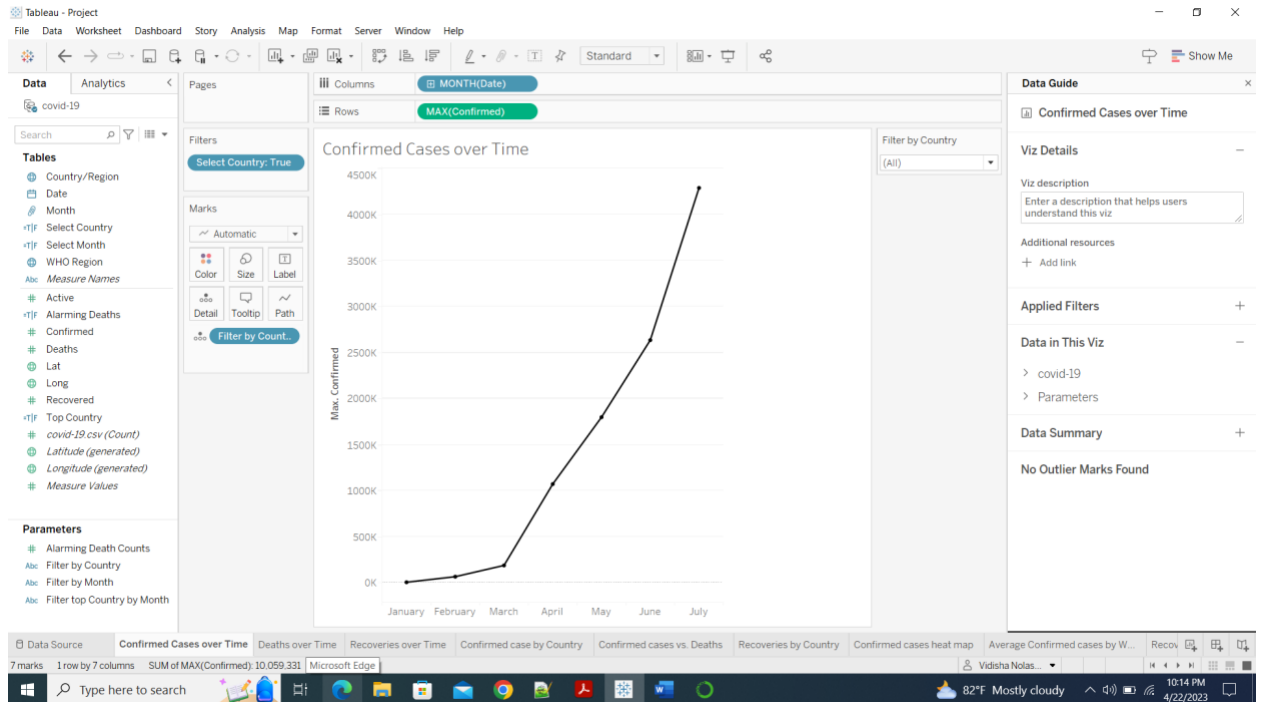 Tableau - Project
File Data Worksheet Dashboard Story Analysis Map Format Server Window Help
Standard
Show Me
Data Analytics
covid-19
Search
Tables
Country/Region
Date
Month
=T|F Select Country
=T|F Select Month
WHO Region
Abc Measure Names
# Active
=T|F Alarming Deaths
# Confirmed
# Deaths
Lat
Long
# Recovered
=T|F Top Country
# covid-19.csv (Count)
Latitude (generated)
Longitude (generated)
# Measure Values
Parameters
# Alarming Death Counts
Abc Filter by Country
Abc Filter by Month
Abc Filter top Country by Month
Pages
Filters
Select Country: True
Marks
Automatic
Color Size Label
Detail Tooltip Path
Filter by Count..
Columns MONTH(Date)
Rows MAX(Confirmed)
Confirmed Cases over Time
Max. Confirmed
4500K
4000K
3500K
3000K
2500K
2000K
1500K
1000K
500K
0K
January February March April May June July
Filter by Country
(All)
Data Guide
Confirmed Cases over Time
Viz Details
Viz description
Enter a description that helps users
understand this viz
Additional resources
Add link
Applied Filters
Data in This Viz
covid-19
Parameters
Data Summary
No Outlier Marks Found
Data Source Confirmed Cases over Time Deaths over Time Recoveries over Time Confirmed case by Country Confirmed cases vs. Deaths Recoveries by Country Confirmed cases heat map Average Confirmed cases by W... Recov
7 marks 1 row by 7 columns SUM of MAX(Confirmed): 10,059,331 Microsoft Edge Vidisha Nolas...
Type here to search
82°F Mostly cloudy
10:14 PM
4/22/2023